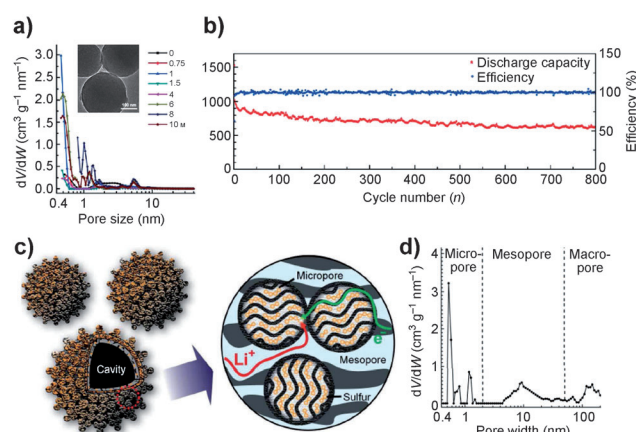 a)
dV/dW (cm³ g⁻¹ nm⁻¹)
3.0
2.5
2.0
1.5
1.0
0.5
0.0
0.4 1 10
Pore size (nm)
100 nm
0
0.75
1
1.5
4
6
8
10 M
b)
1500
1000
500
0
Discharge capacity
Efficiency
150
100
50
0
Efficiency (%)
0 100 200 300 400 500 600 700 800
Cycle number (n)
c)
Cavity
Micropore
Li⁺
e⁻
Mesopore
Sulfur
d)
dV/dW (cm³ g⁻¹ nm⁻¹)
4
3
2
1
0
Micro-
pore
Mesopore
Macro-
pore
0.4 1 10 100
Pore width (nm)